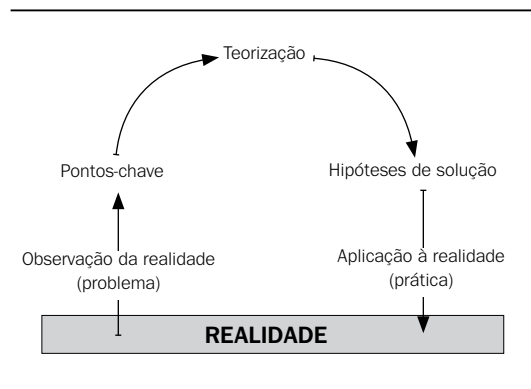 Teorização
Pontos-chave
Hipóteses de solução
Observação da realidade
(problema)
Aplicação à realidade
(prática)
REALIDADE